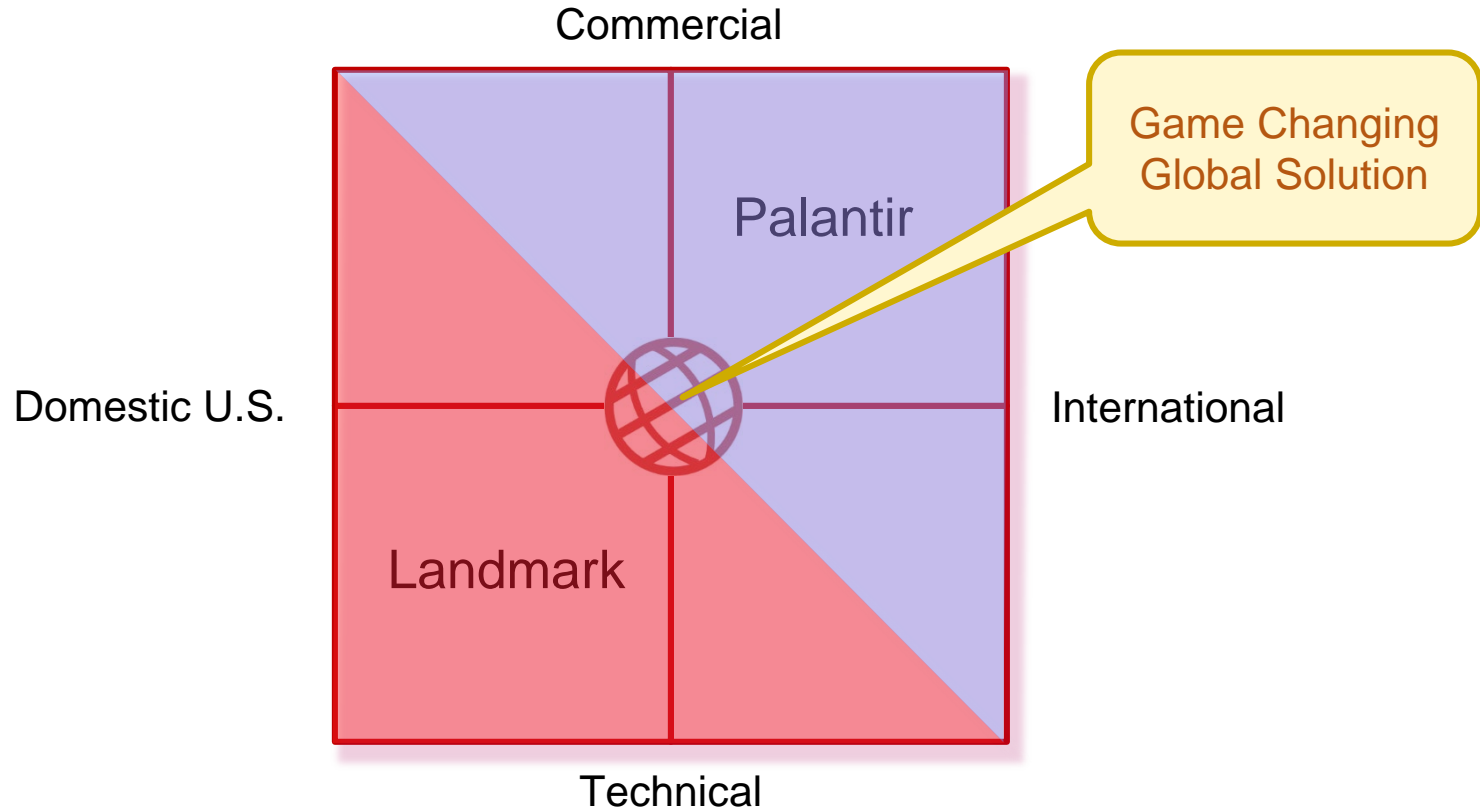 Commercial
Game Changing
Global Solution
Palantir
Domestic U.S.
International
Landmark
Technical